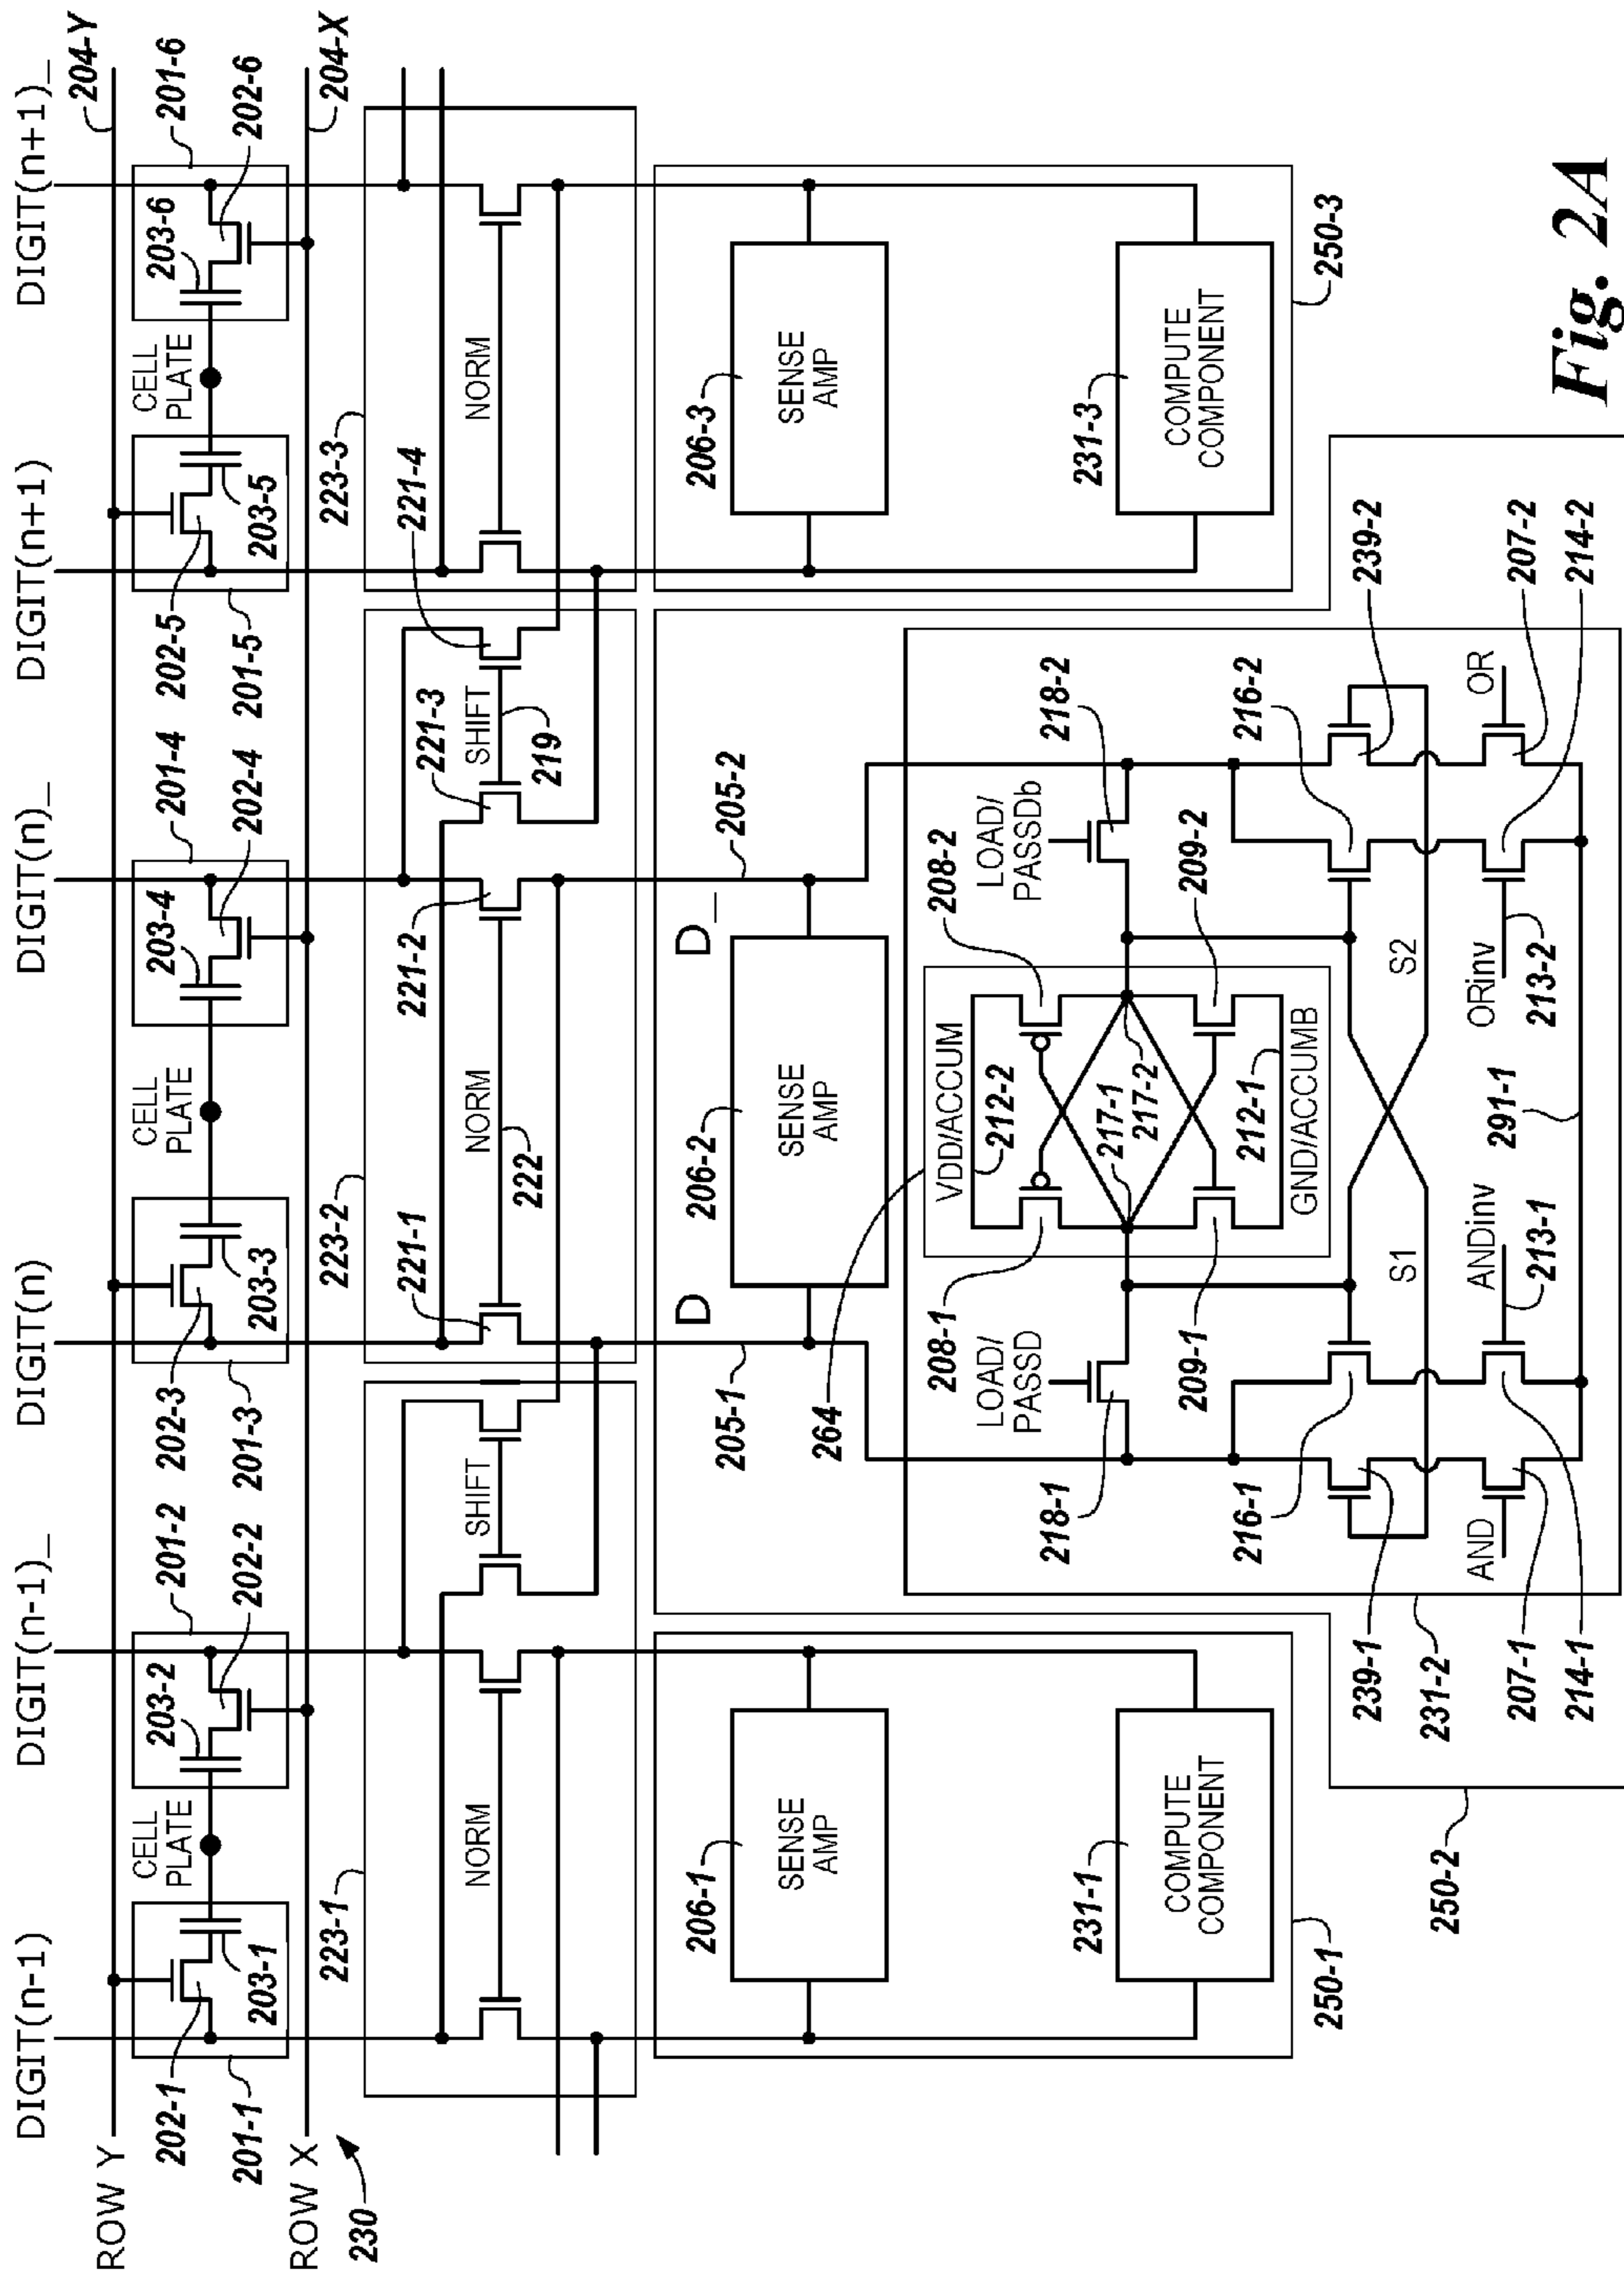 DIGIT(n-1)
DIGIT(n-1)_
DIGIT(n)
DIGIT(n)_
DIGIT(n+1)
DIGIT(n+1)_
ROW Y
204-Y
202-1
201-1
203-1
CELL
PLATE
203-2
201-2
202-2
202-3
201-3
203-3
CELL
PLATE
203-4
201-4
202-4
202-5
201-5
203-5
CELL
PLATE
203-6
201-6
202-6
ROW X
204-X
230
223-1
NORM
SHIFT
223-2
221-1
NORM
222
221-2
221-3
SHIFT
219
221-4
223-3
NORM
206-1
SENSE
AMP
231-1
COMPUTE
COMPONENT
250-1
205-1
D
206-2
SENSE
AMP
D_
205-2
206-3
SENSE
AMP
231-3
COMPUTE
COMPONENT
250-3
264
VDD/ACCUM
212-2
208-1
208-2
LOAD/
PASSD
LOAD/
PASSDb
218-1
218-2
217-1
217-2
209-1
209-2
212-1
GND/ACCUMB
216-1
216-2
239-1
239-2
S1
S2
231-2
AND
ANDinv
ORinv
OR
207-1
213-1
291-1
213-2
207-2
214-1
214-2
250-2
Fig. 2A